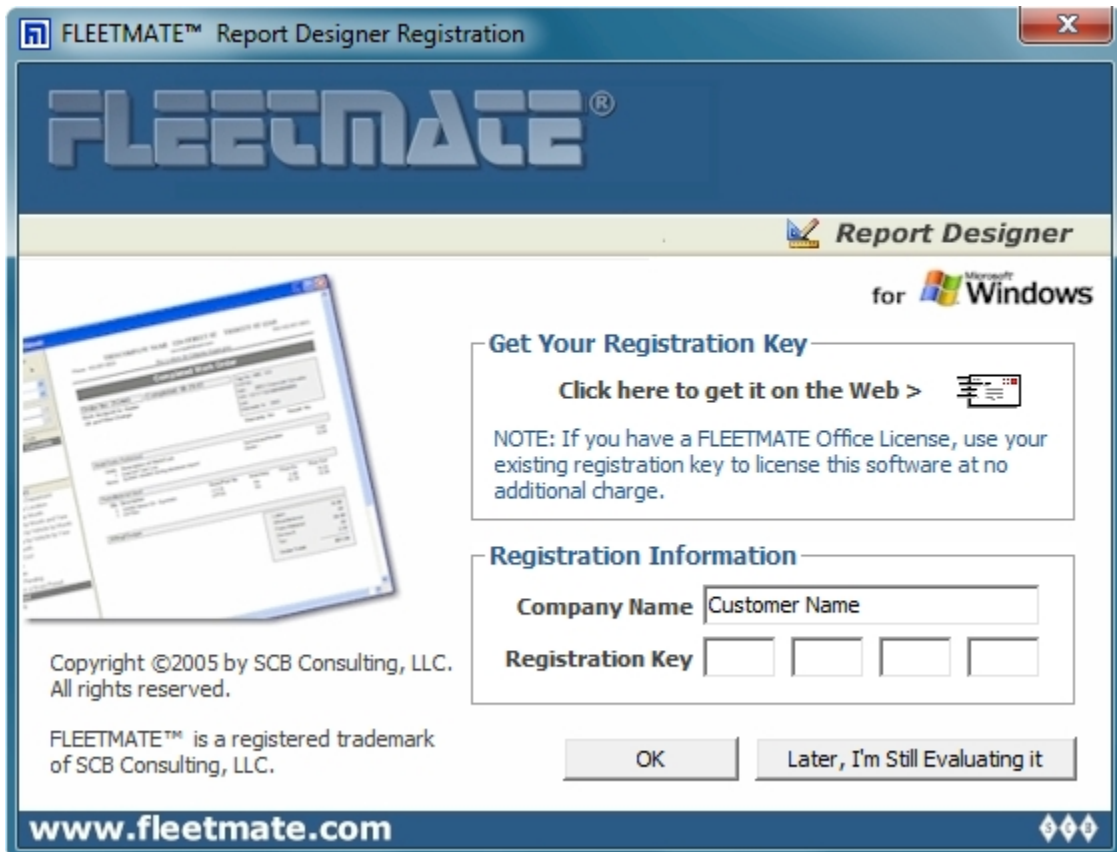 FLEETMATE™ Report Designer Registration
FLEETMATE®
Report Designer
for Microsoft Windows
Completed Work Order
Get Your Registration Key
Click here to get it on the Web >
NOTE: If you have a FLEETMATE Office License, use your
existing registration key to license this software at no
additional charge.
Registration Information
Company Name Customer Name
Registration Key
Copyright ©2005 by SCB Consulting, LLC.
All rights reserved.
FLEETMATE™ is a registered trademark
of SCB Consulting, LLC.
OK
Later, I'm Still Evaluating it
www.fleetmate.com
SCB